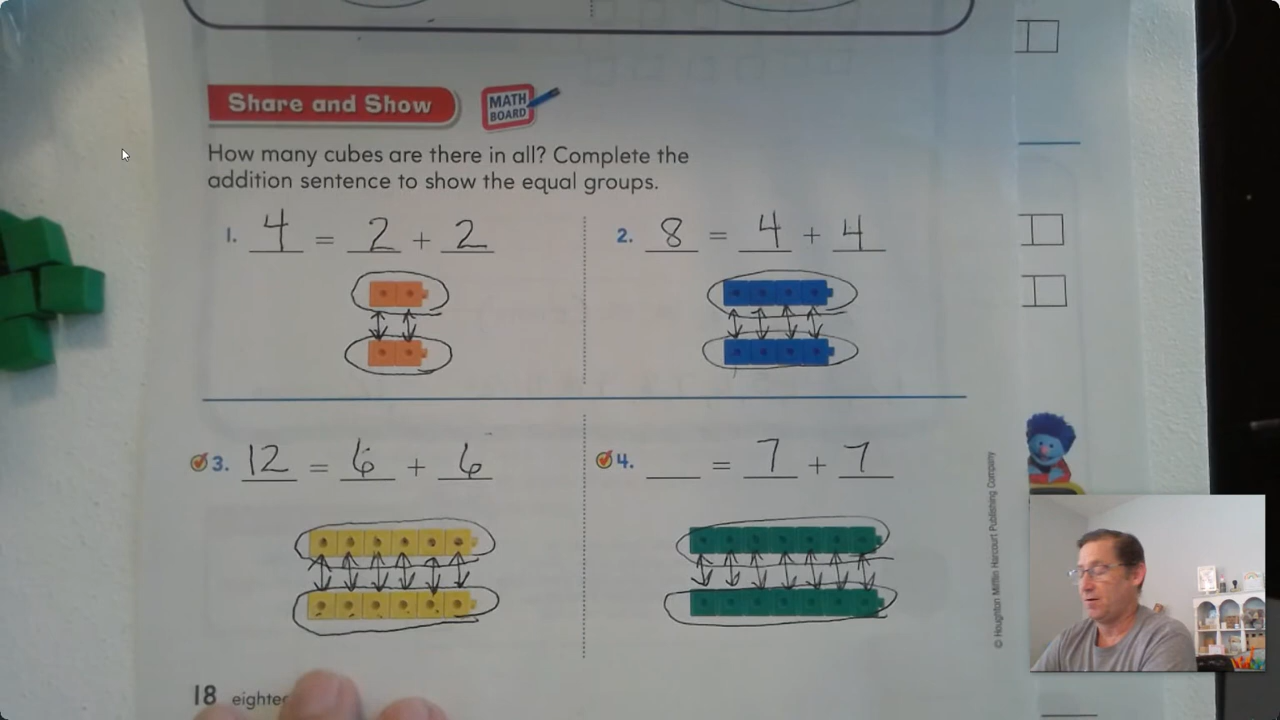 Share and Show
MATH
BOARD
How many cubes are there in all? Complete the
addition sentence to show the equal groups.
1. 4 = 2 + 2
2. 8 = 4 + 4
3. 12 = 6 + 6
4. ___ = 7 + 7
© Houghton Mifflin Harcourt Publishing Company
18 eightee